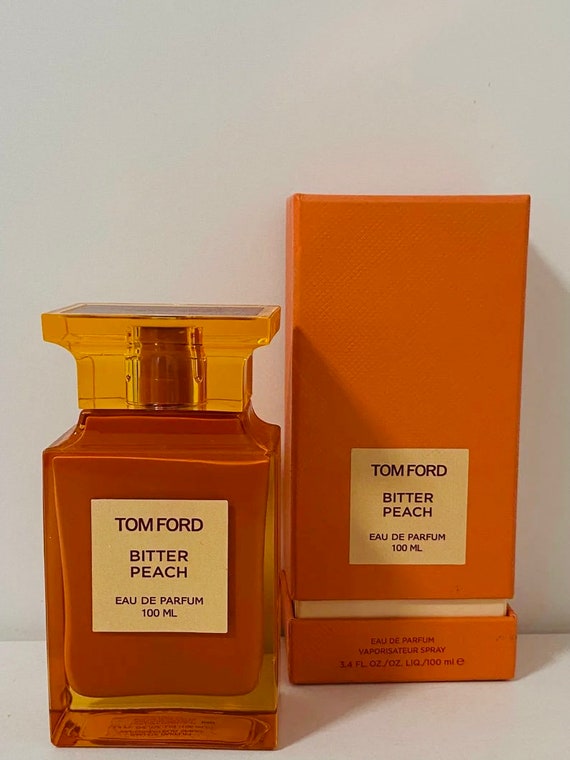 TOM FORD
BITTER
PEACH
EAU DE PARFUM
100 ML
TOM FORD
BITTER
PEACH
EAU DE PARFUM
100 ML
EAU DE PARFUM
VAPORISATEUR SPRAY
3,4 FL.OZ./OZ. LIQ./100 ml ℮